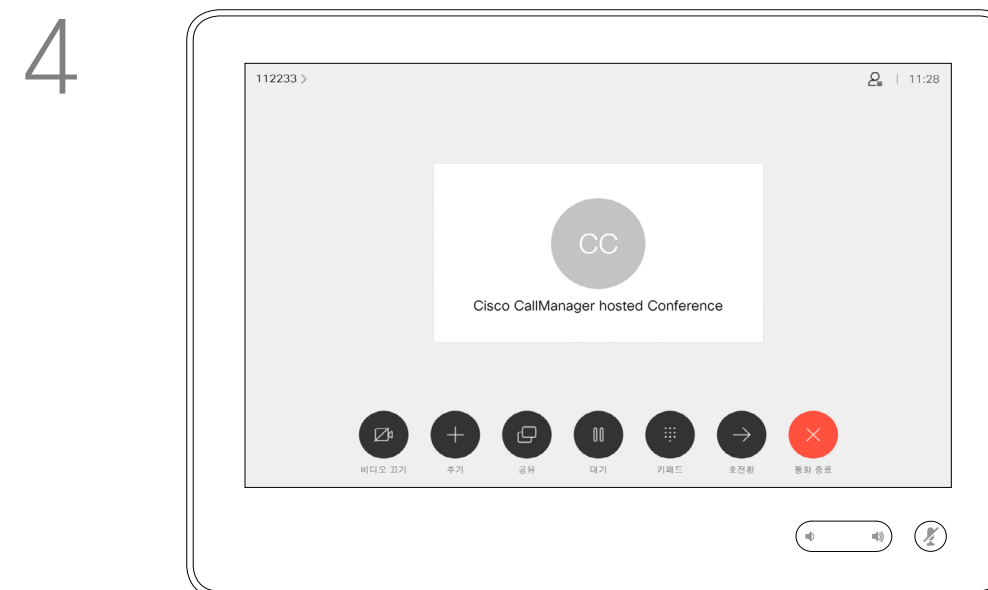 4
112233 >
| 11:28
CC
Cisco CallManager hosted Conference
비디오 끄기 추가 공유 대기 키패드 호전환 통화 종료